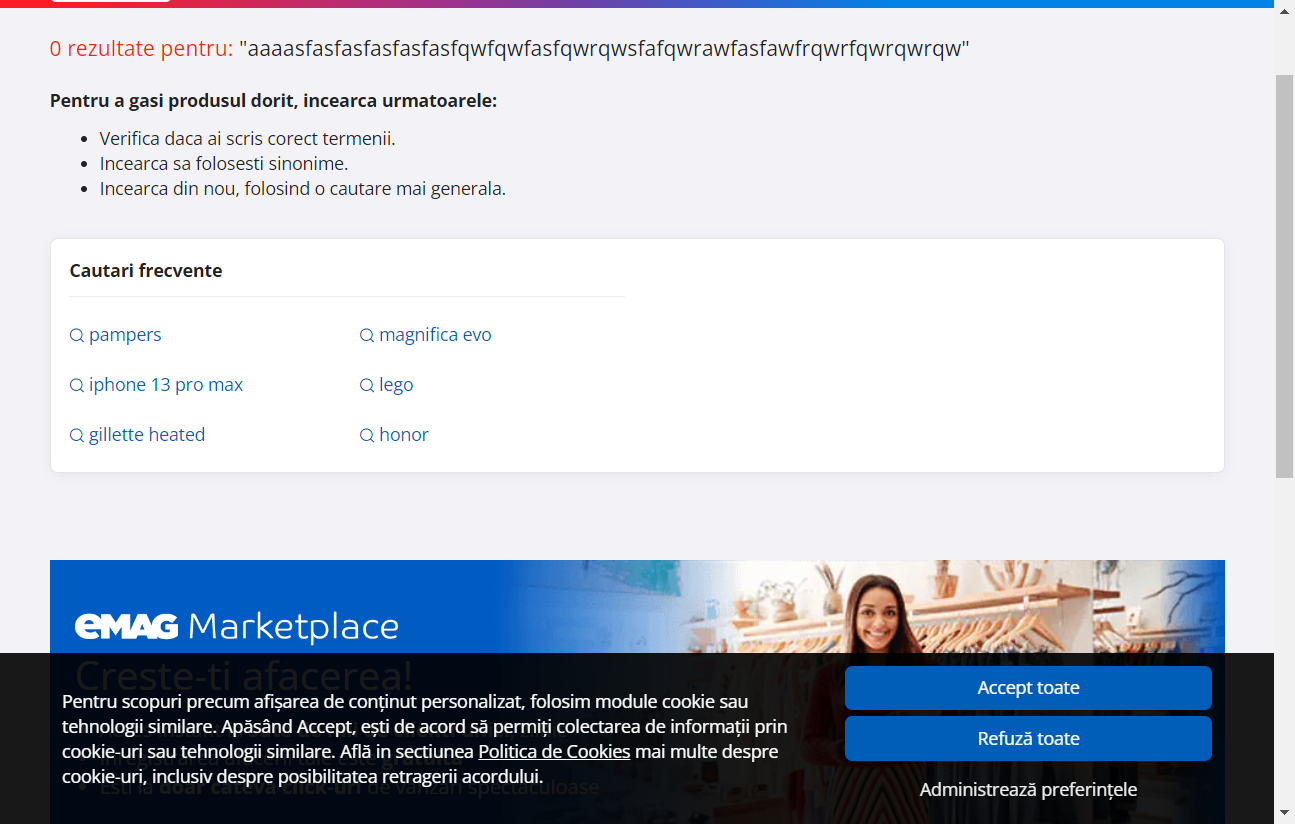 0 rezultate pentru: "aaaasfasfasfasfasfasfqwfqwfasfqwrqwsfafqwrawfasfawfrqwrfqwrqwrqw"
Pentru a gasi produsul dorit, incearca urmatoarele:
Verifica daca ai scris corect termenii.
Incearca sa folosesti sinonime.
Incearca din nou, folosind o cautare mai generala.
Cautari frecvente
pampers
magnifica evo
iphone 13 pro max
lego
gillette heated
honor
eMAG Marketplace
Creste-ti afacerea!
Pentru scopuri precum afișarea de conținut personalizat, folosim module cookie sau
tehnologii similare. Apăsând Accept, ești de acord să permiți colectarea de informații prin
cookie-uri sau tehnologii similare. Află in sectiunea Politica de Cookies mai multe despre
cookie-uri, inclusiv despre posibilitatea retragerii acordului.
Esti la doar cateva click-uri de vanzari spectaculoase
Accept toate
Refuză toate
Administrează preferințele